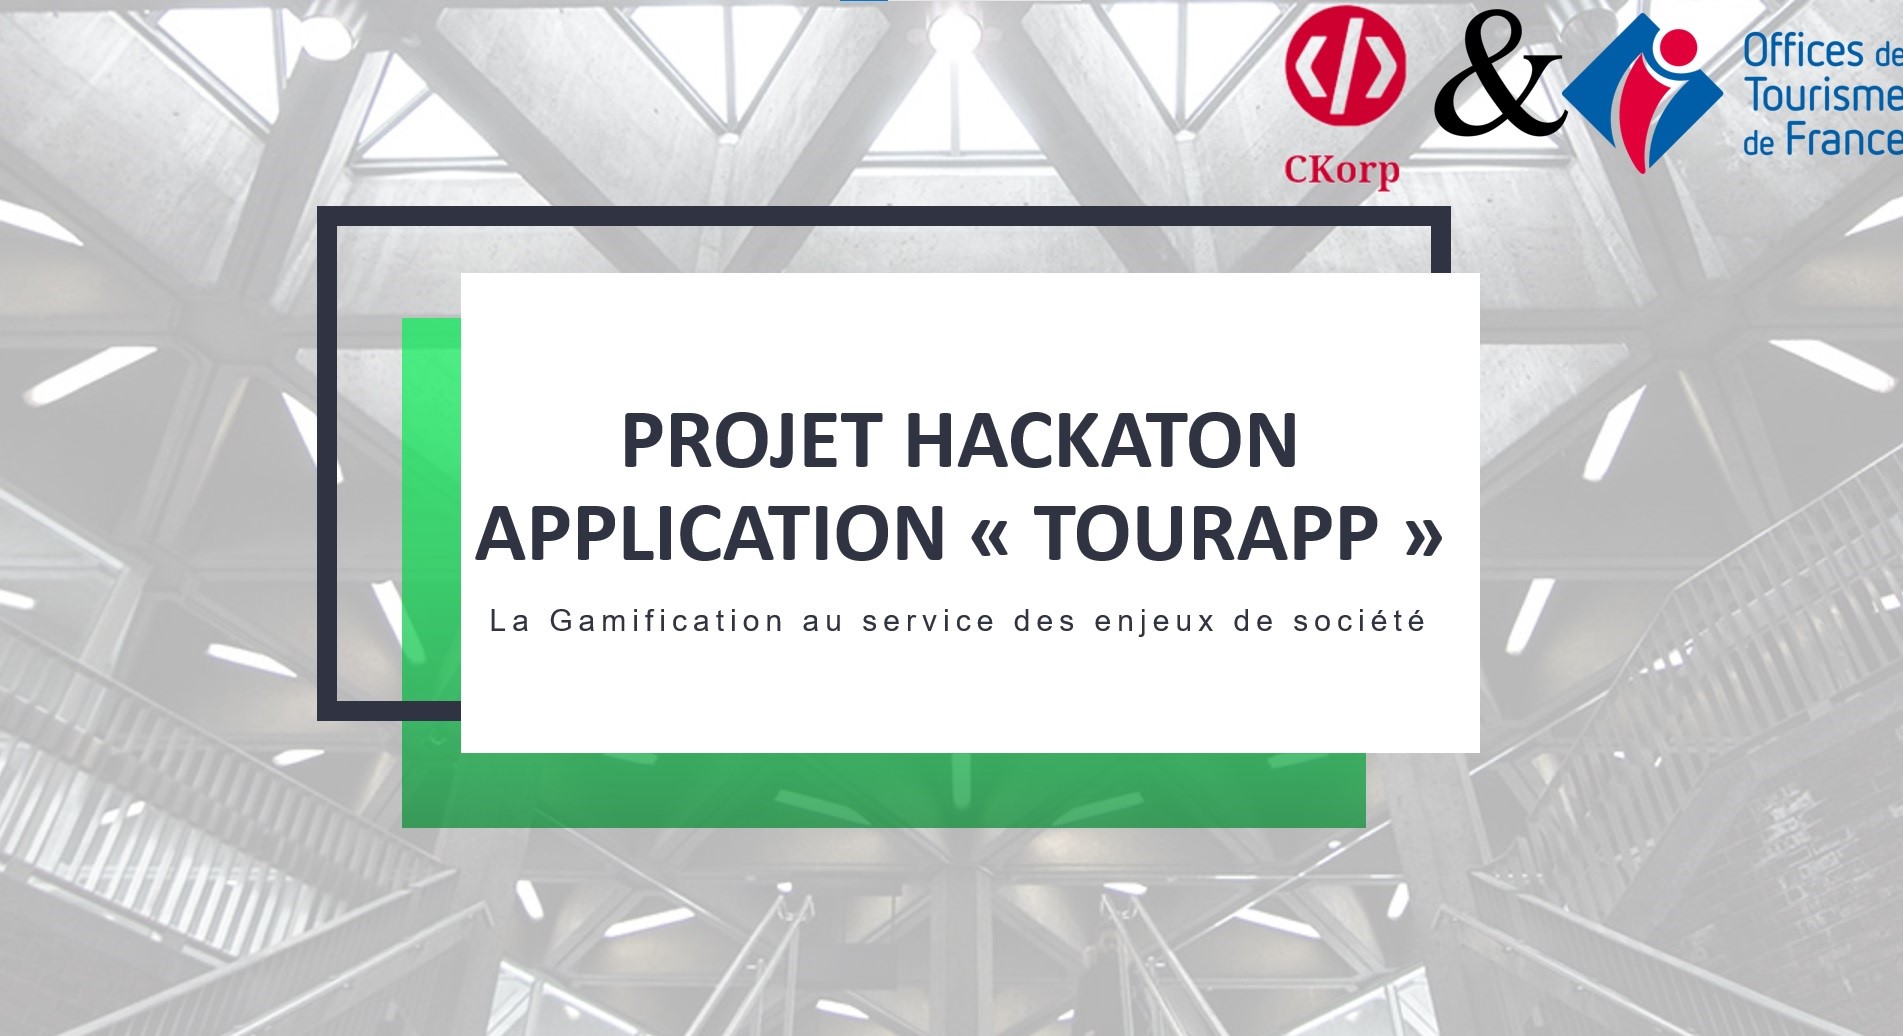 &
CKorp
Offices de
Tourisme
de France
PROJET HACKATON
APPLICATION « TOURAPP »
La Gamification au service des enjeux de société